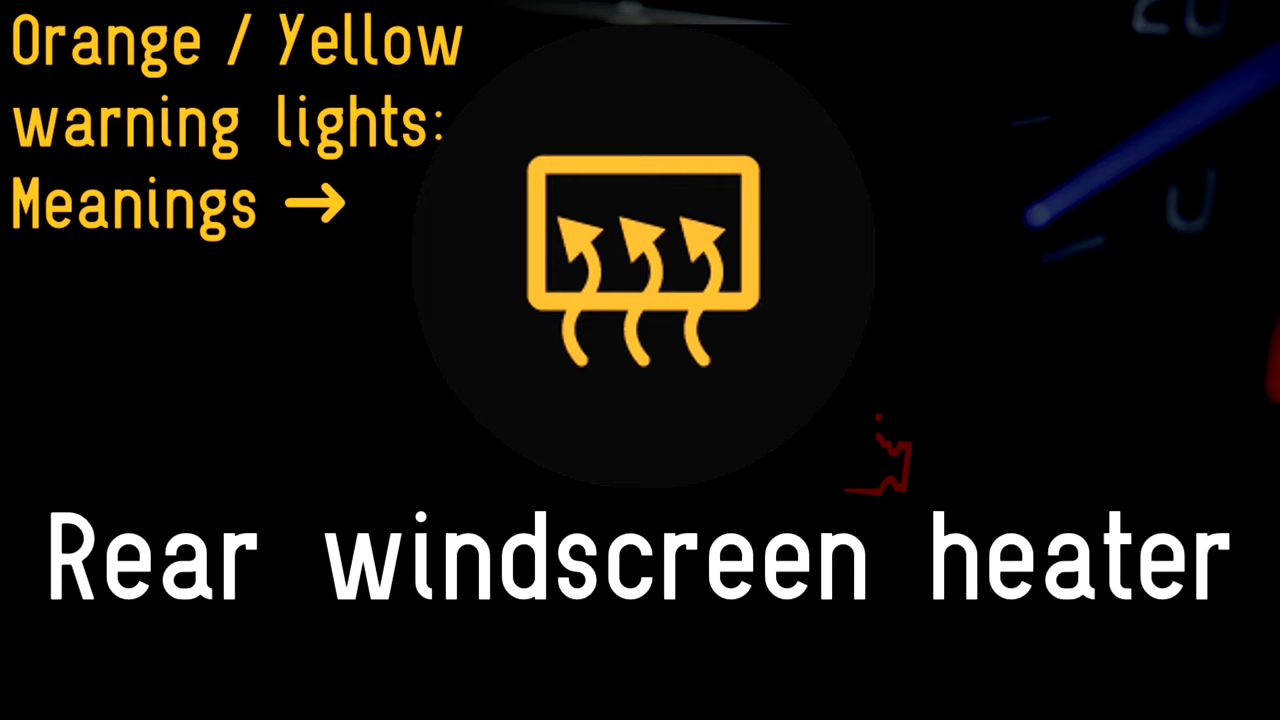 Orange / Yellow
warning lights:
Meanings →
Rear windscreen heater